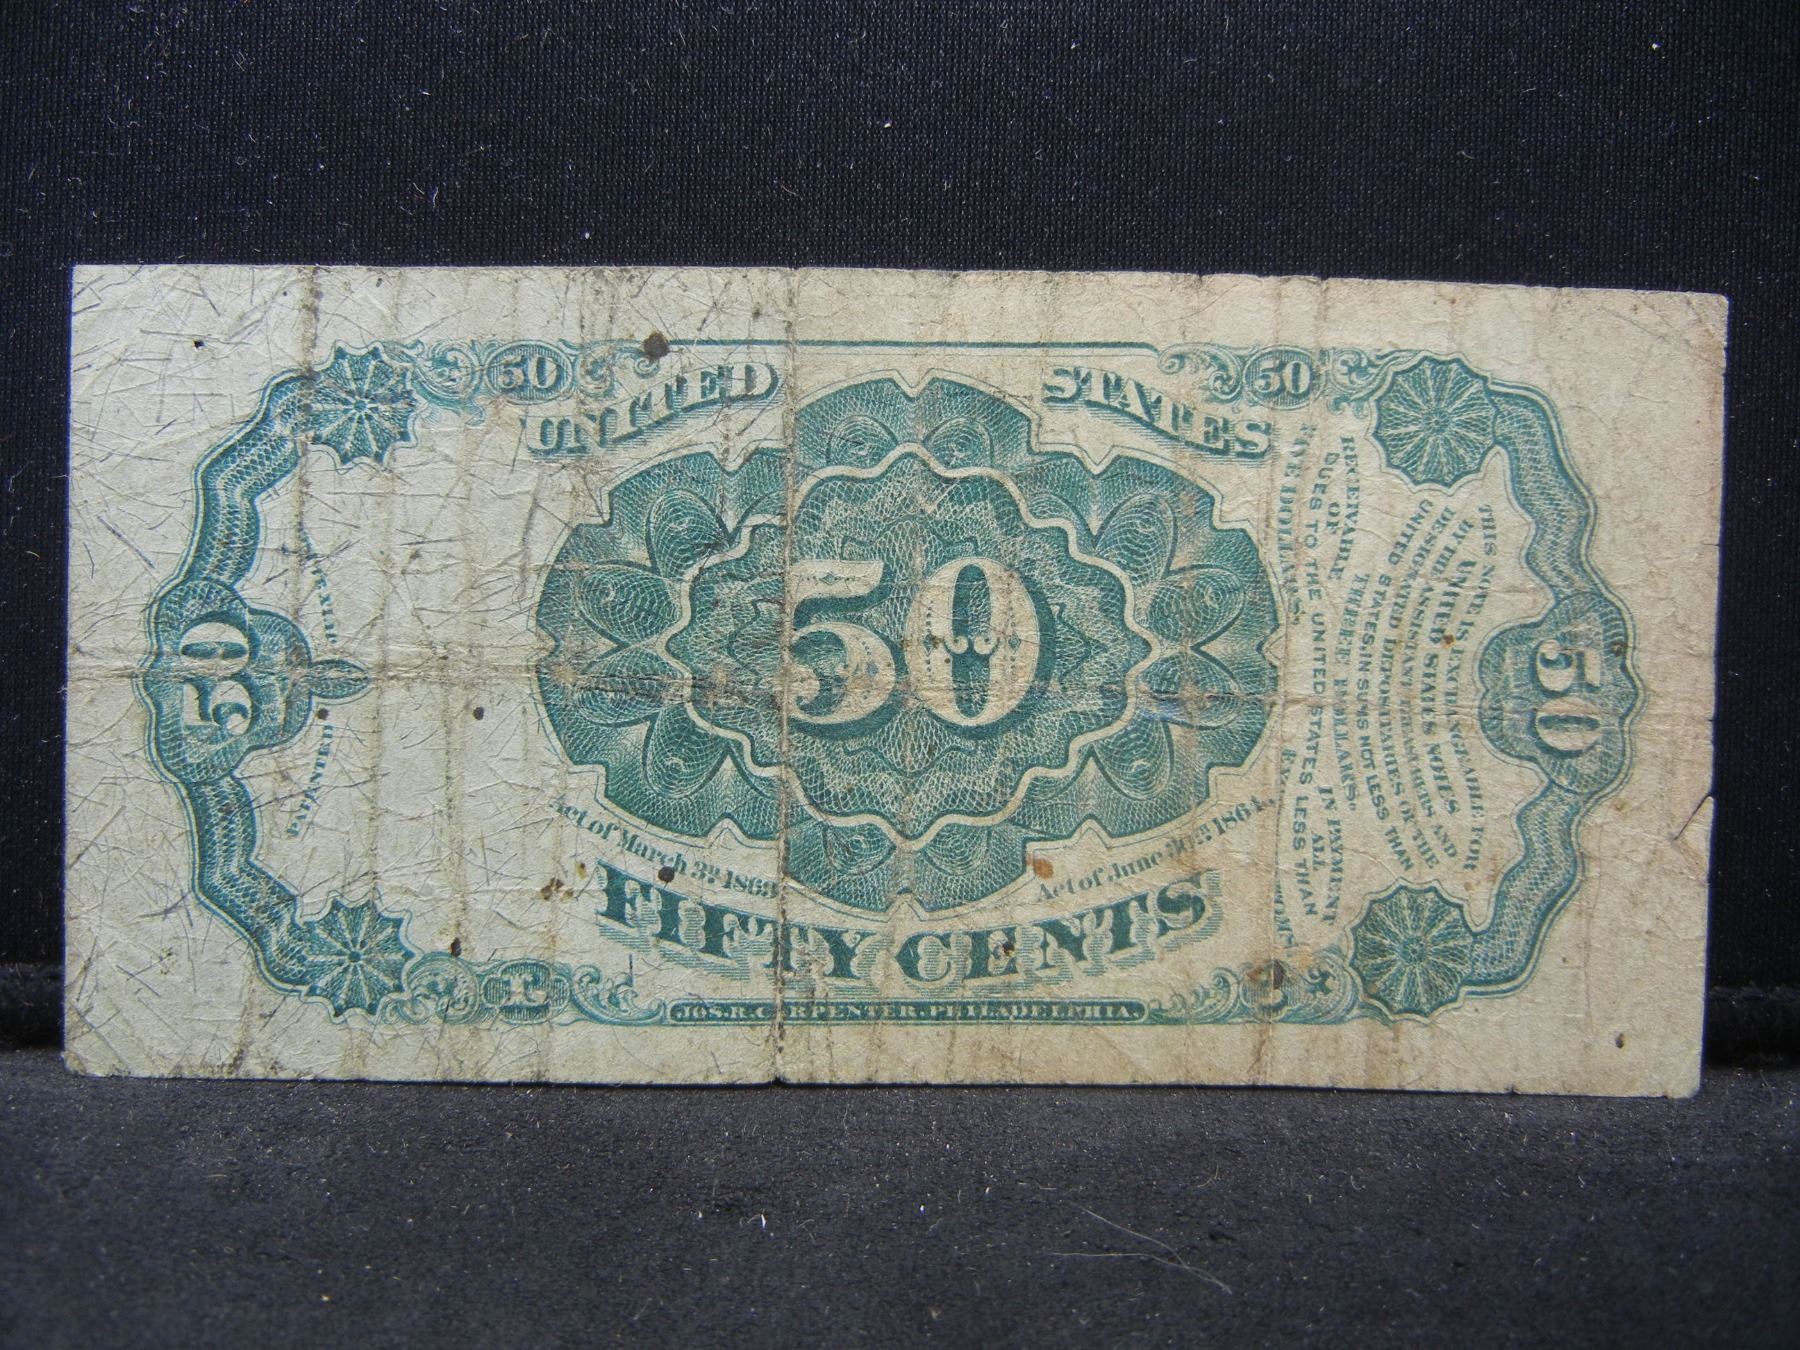 50 50
UNITED STATES
50
PATENTED
50
THIS NOTE IS EXCHANGEABLE FOR
UNITED STATES NOTES
BY THE ASSISTANT TREASURERS AND
DESIGNATED DEPOSITARIES OF THE
UNITED STATES IN SUMS NOT LESS THAN
THREE DOLLARS.
RECEIVABLE IN PAYMENT
OF ALL
DUES TO THE UNITED STATES LESS THAN
FIVE DOLLARS,
50
Act of March 3rd 1863
Act of June 30th 1864.
FIFTY CENTS
L
JOS.R.CARPENTER.PHILADELPHIA.